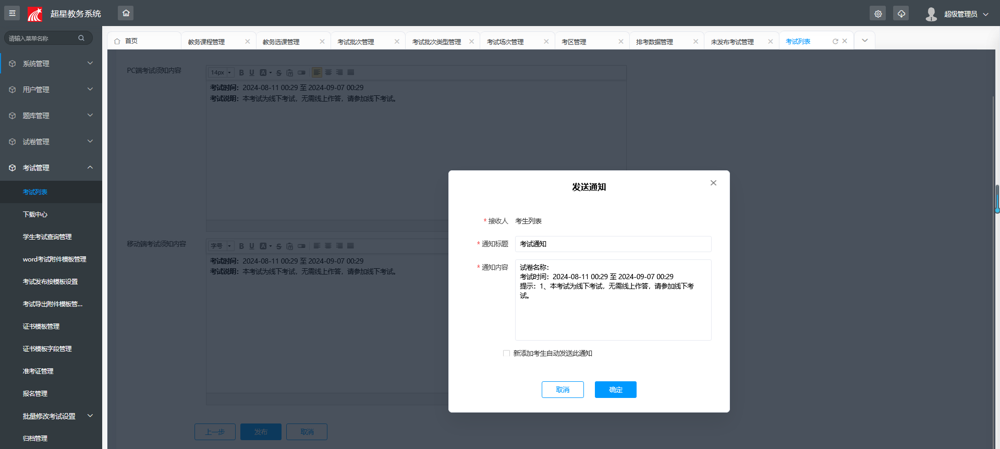 超星教务系统
超级管理员
请输入菜单名称
首页
教务课程管理
教务选课管理
考试批次管理
考试批次类型管理
考试场次管理
考区管理
排考数据管理
未发布考试管理
考试列表
系统管理
用户管理
题库管理
试卷管理
考试管理
考试列表
下载中心
学生考试查询管理
word考试附件模板管理
考试发布按模板设置
考试导出附件模板管...
证书模板管理
证书模板字段管理
准考证管理
报名管理
批量修改考试设置
归档管理
PC端考试须知内容
14px
考试时间：2024-08-11 00:29 至 2024-09-07 00:29
考试说明：本考试为线下考试，无需线上作答，请参加线下考试。
移动端考试须知内容
字号
考试时间：2024-08-11 00:29 至 2024-09-07 00:29
考试说明：本考试为线下考试，无需线上作答，请参加线下考试。
上一步
发布
取消
发送通知
* 接收人 考生列表
* 通知标题 考试通知
* 通知内容 试卷名称：
考试时间：2024-08-11 00:29 至 2024-09-07 00:29
提示：1、本考试为线下考试，无需线上作答，请参加线下考
试。
新添加考生自动发送此通知
取消
确定